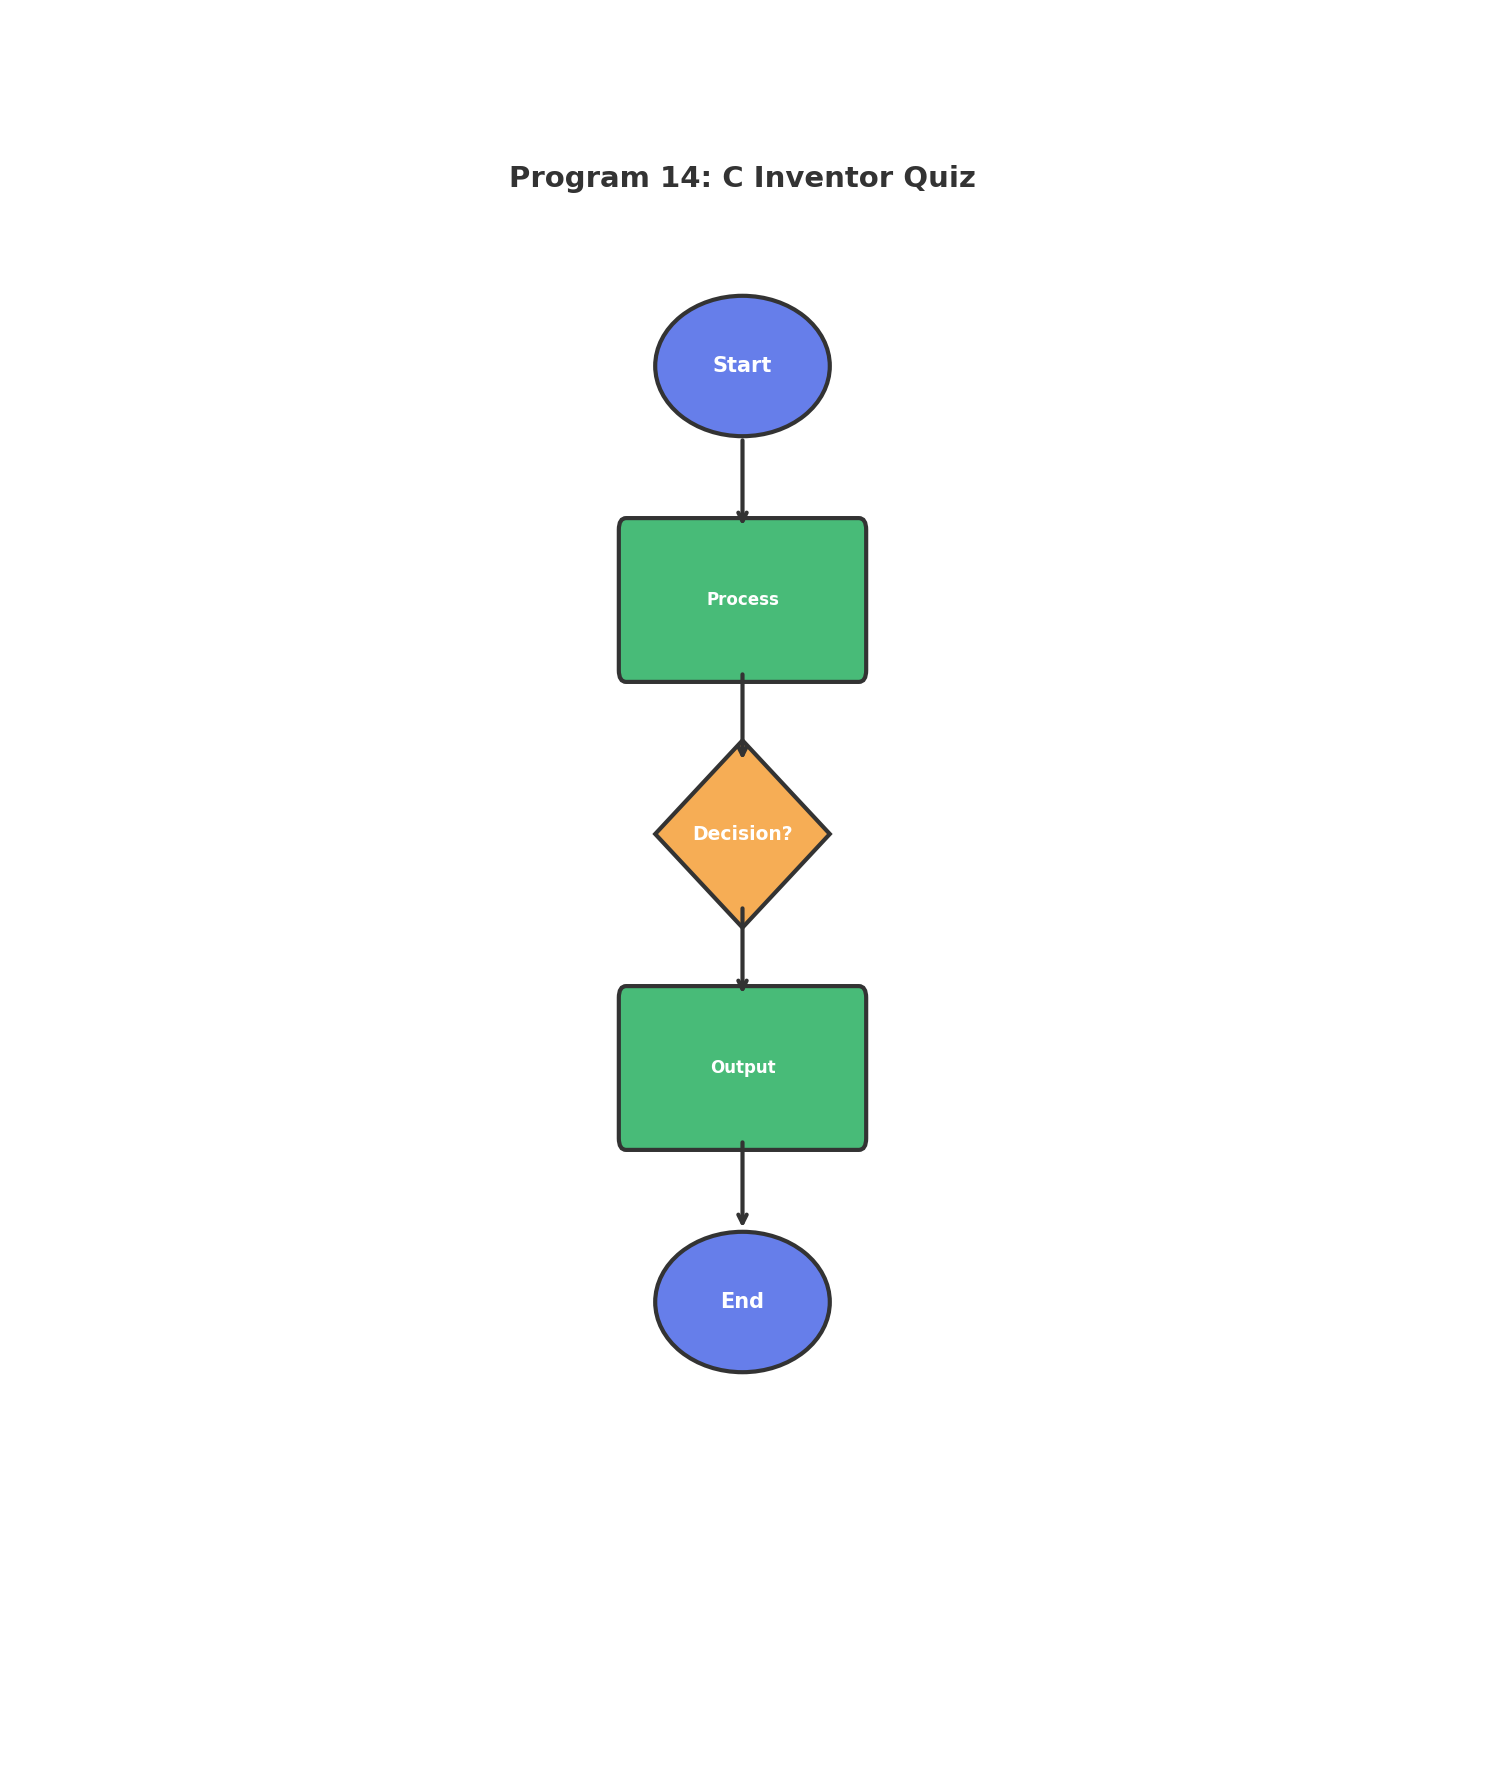 Program 14: C Inventor Quiz
Start
Process
Decision?
Output
End